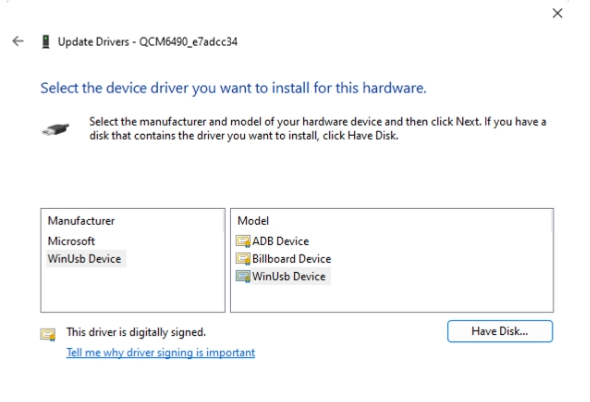 Update Drivers - QCM6490_e7adcc34
Select the device driver you want to install for this hardware.
Select the manufacturer and model of your hardware device and then click Next. If you have a
disk that contains the driver you want to install, click Have Disk.
Manufacturer
Microsoft
WinUsb Device
Model
ADB Device
Billboard Device
WinUsb Device
This driver is digitally signed.
Have Disk...
Tell me why driver signing is important